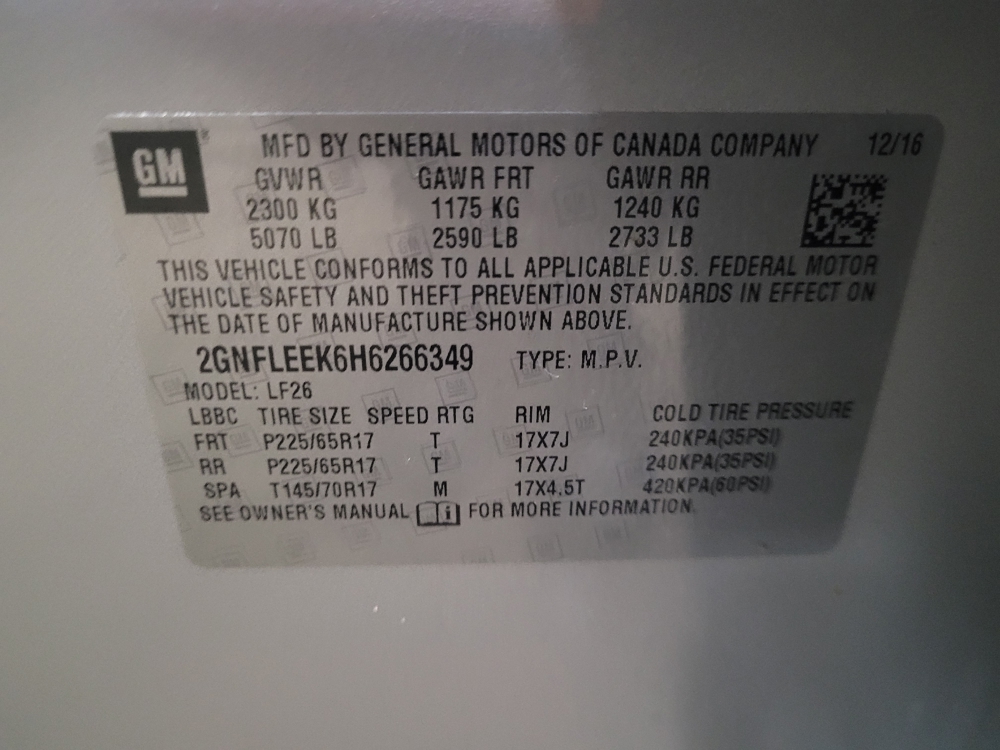 GM® MFD BY GENERAL MOTORS OF CANADA COMPANY 12/16
GVWR GAWR FRT GAWR RR
2300 KG 1175 KG 1240 KG
5070 LB 2590 LB 2733 LB
THIS VEHICLE CONFORMS TO ALL APPLICABLE U.S. FEDERAL MOTOR
VEHICLE SAFETY AND THEFT PREVENTION STANDARDS IN EFFECT ON
THE DATE OF MANUFACTURE SHOWN ABOVE.
2GNFLEEK6H6266349 TYPE: M.P.V.
MODEL: LF26
LBBC TIRE SIZE SPEED RTG RIM COLD TIRE PRESSURE
FRT P225/65R17 T 17X7J 240KPA(35PSI)
RR P225/65R17 T 17X7J 240KPA(35PSI)
SPA T145/70R17 M 17X4.5T 420KPA(60PSI)
SEE OWNER'S MANUAL i FOR MORE INFORMATION.